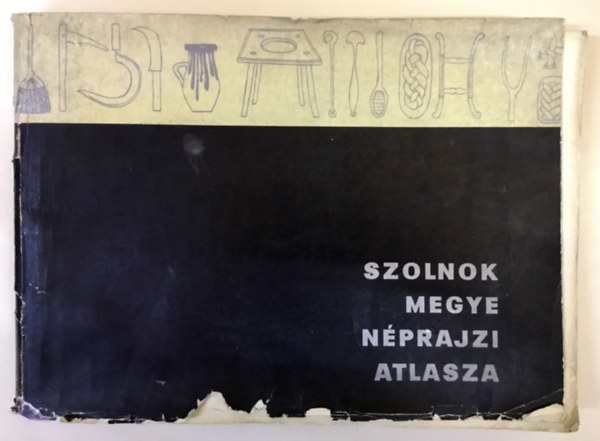 SZOLNOK
MEGYE
NÉPRAJZI
ATLASZA